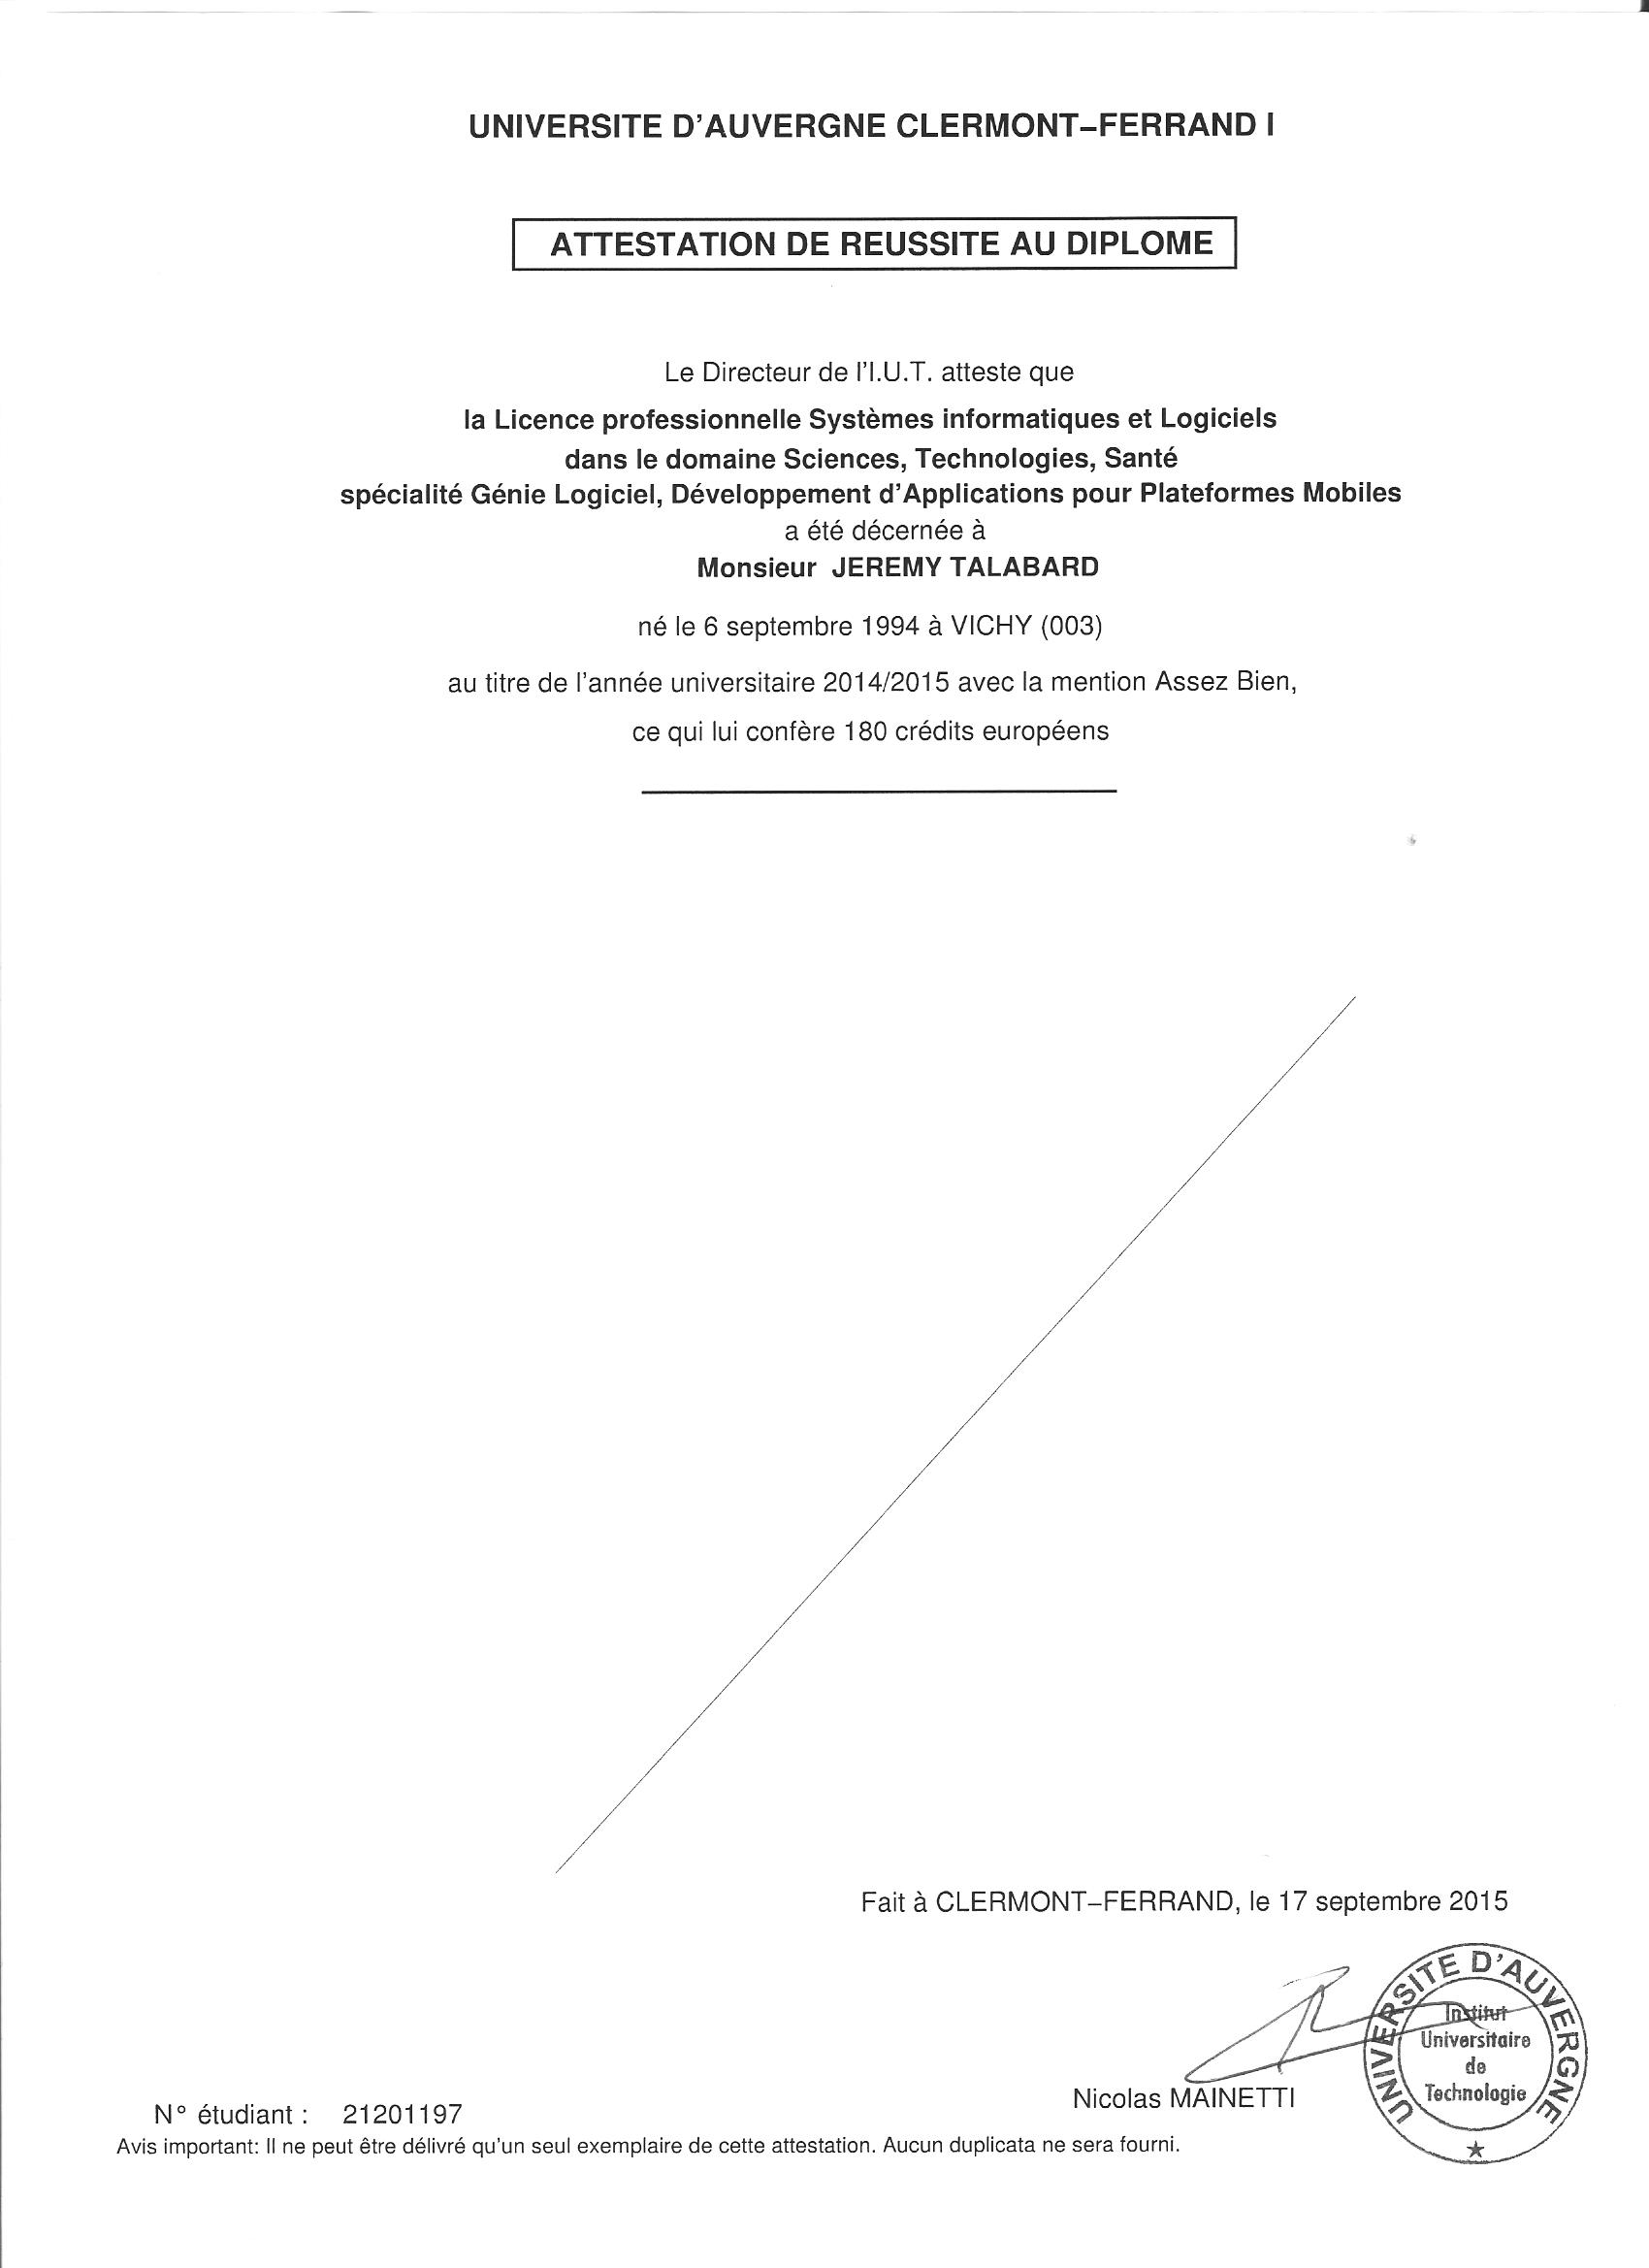 UNIVERSITE D'AUVERGNE CLERMONT–FERRAND I
ATTESTATION DE REUSSITE AU DIPLOME
Le Directeur de l'I.U.T. atteste que
la Licence professionnelle Systèmes informatiques et Logiciels
dans le domaine Sciences, Technologies, Santé
spécialité Génie Logiciel, Développement d'Applications pour Plateformes Mobiles
a été décernée à
Monsieur JEREMY TALABARD
né le 6 septembre 1994 à VICHY (003)
au titre de l'année universitaire 2014/2015 avec la mention Assez Bien,
ce qui lui confère 180 crédits européens
Fait à CLERMONT–FERRAND, le 17 septembre 2015
UNIVERSITE D'AUVERGNE
Institut
Universitaire
de
Technologie
Nicolas MAINETTI
N° étudiant : 21201197
Avis important: Il ne peut être délivré qu'un seul exemplaire de cette attestation. Aucun duplicata ne sera fourni.